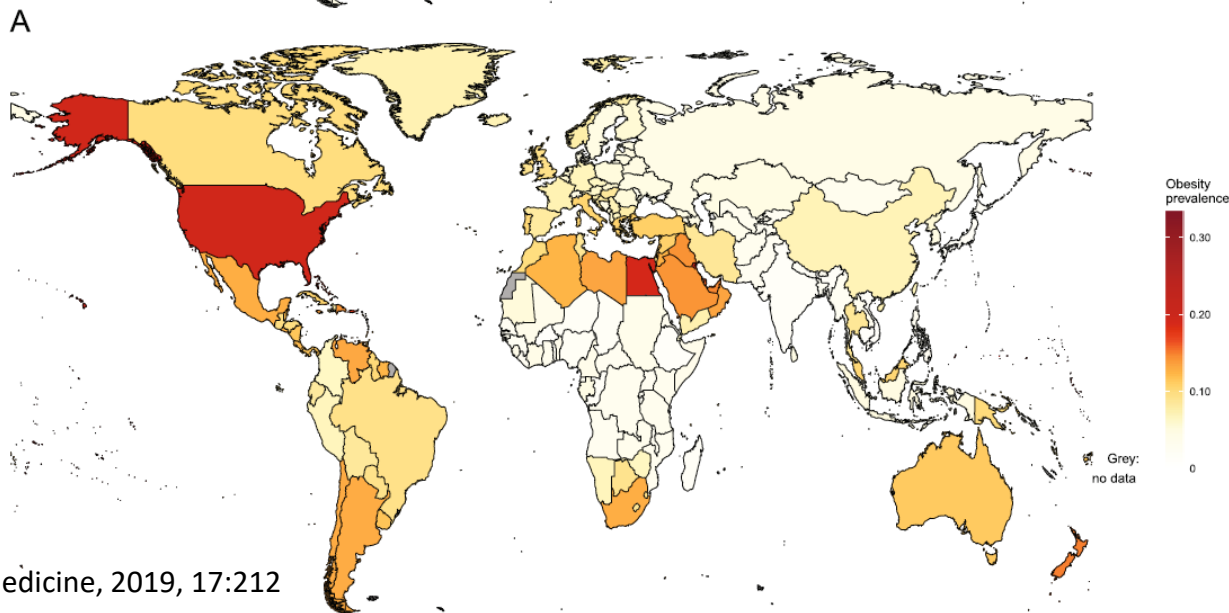 A
Obesity
prevalence
0.30
0.20
0.10
0
Grey:
no data
edicine, 2019, 17:212